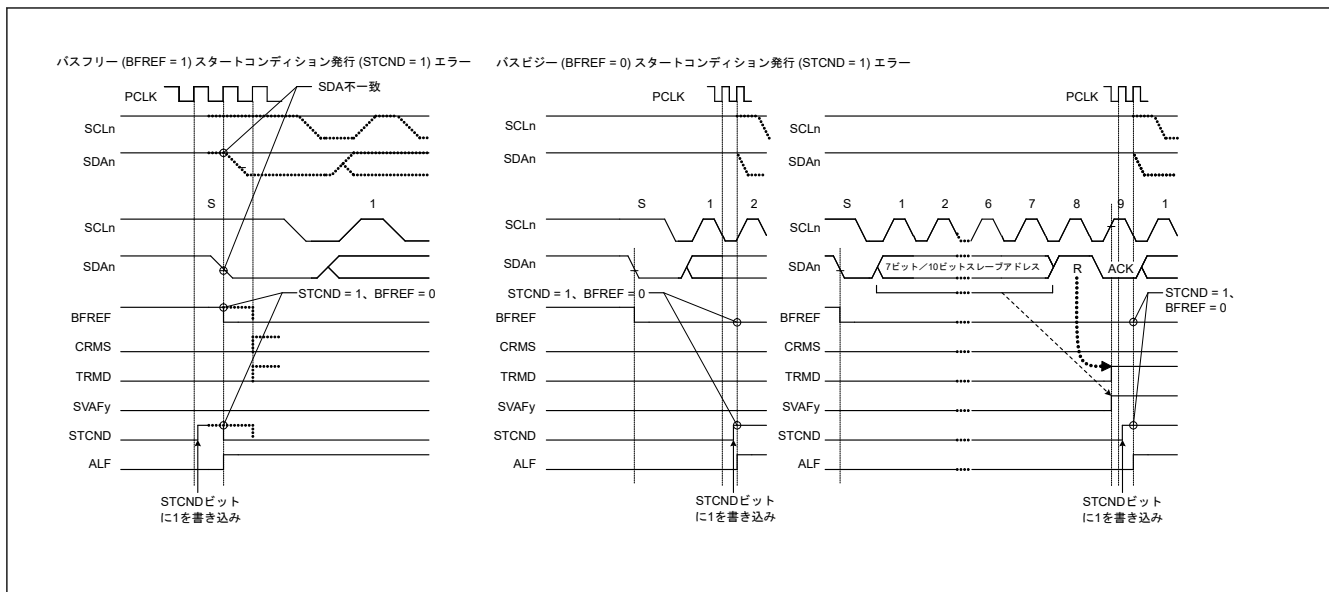 バスフリー (BFREF = 1) スタートコンディション発行 (STCND = 1) エラー
PCLK
SDA不一致
SCLn
SDAn
S
1
SCLn
SDAn
STCND = 1、BFREF = 0
BFREF
CRMS
TRMD
SVAFy
STCND
ALF
STCNDビット
に1を書き込み
バスビジー (BFREF = 0) スタートコンディション発行 (STCND = 1) エラー
PCLK
SCLn
SDAn
S
1
2
SCLn
SDAn
STCND = 1、BFREF = 0
BFREF
CRMS
TRMD
SVAFy
STCND
ALF
STCNDビット
に1を書き込み
PCLK
SCLn
SDAn
S
1
2
6
7
8
9
1
SCLn
SDAn
7ビット／10ビットスレーブアドレス
R
ACK
STCND = 1、
BFREF = 0
BFREF
CRMS
TRMD
SVAFy
STCND
ALF
STCNDビット
に1を書き込み